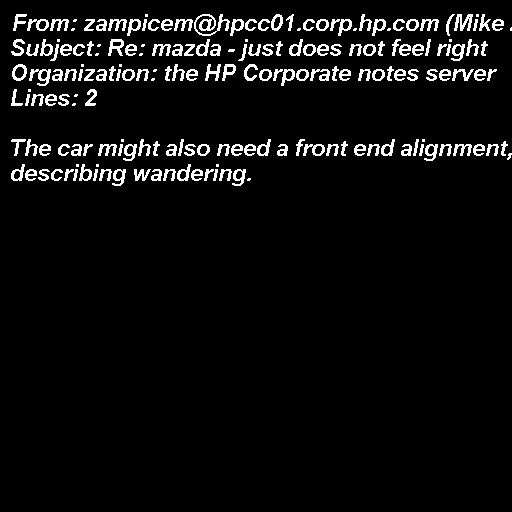 From: zampicem@hpcc01.corp.hp.com (Mike
Subject: Re: mazda - just does not feel right
Organization: the HP Corporate notes server
Lines: 2
The car might also need a front end alignment,
describing wandering.